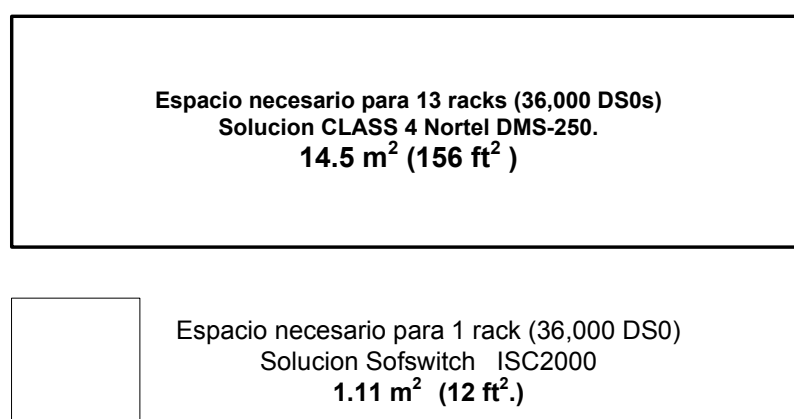 Espacio necesario para 13 racks (36,000 DS0s)
Solucion CLASS 4 Nortel DMS-250.
14.5 m² (156 ft² )
Espacio necesario para 1 rack (36,000 DS0)
Solucion Sofswitch ISC2000
1.11 m² (12 ft².)